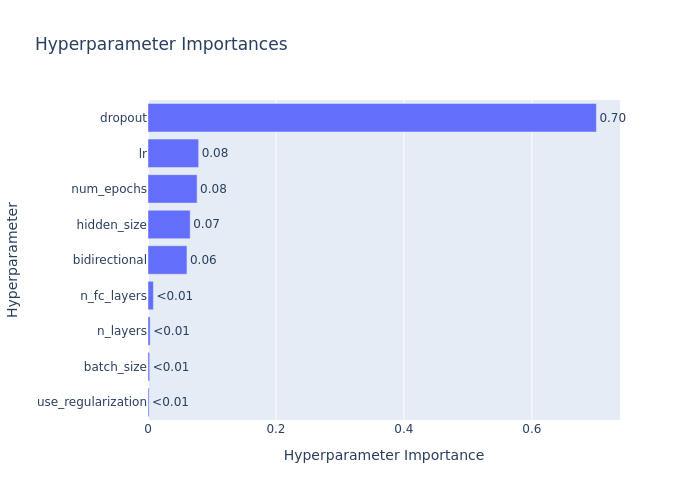 Hyperparameter Importances
Hyperparameter
dropout 0.70
lr 0.08
num_epochs 0.08
hidden_size 0.07
bidirectional 0.06
n_fc_layers <0.01
n_layers <0.01
batch_size <0.01
use_regularization <0.01
0 0.2 0.4 0.6
Hyperparameter Importance